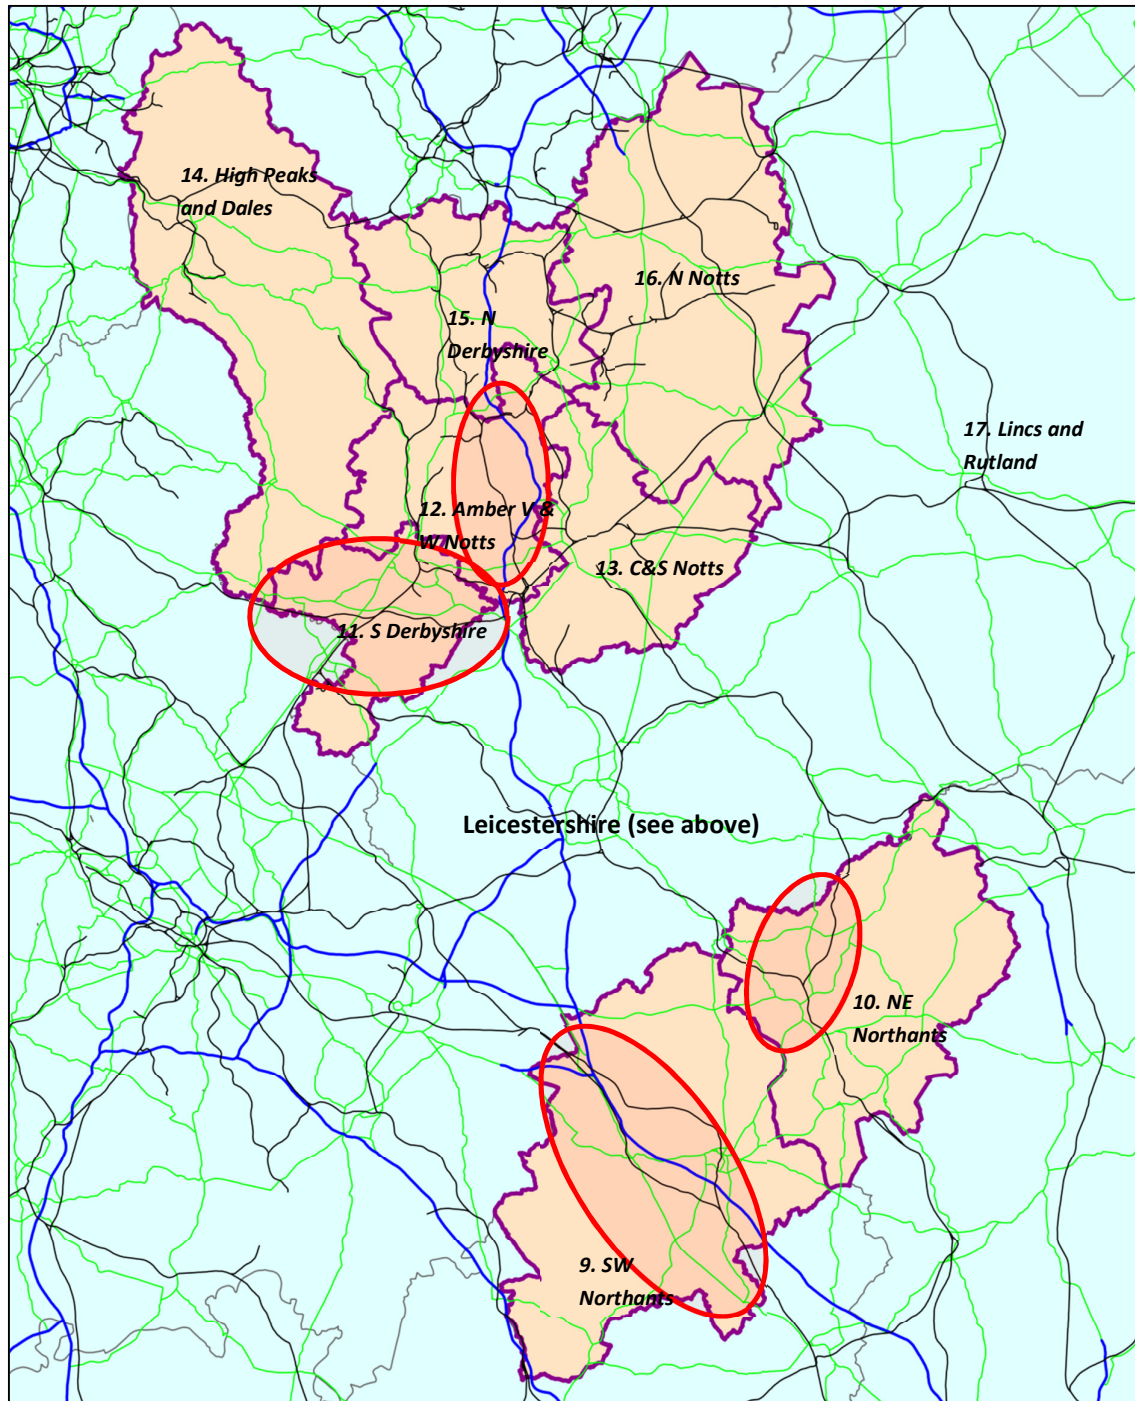 14. High Peaks
and Dales
16. N Notts
15. N
Derbyshire
17. Lincs and
Rutland
12. Amber V &
W Notts
13. C&S Notts
11. S Derbyshire
Leicestershire (see above)
10. NE
Northants
9. SW
Northants